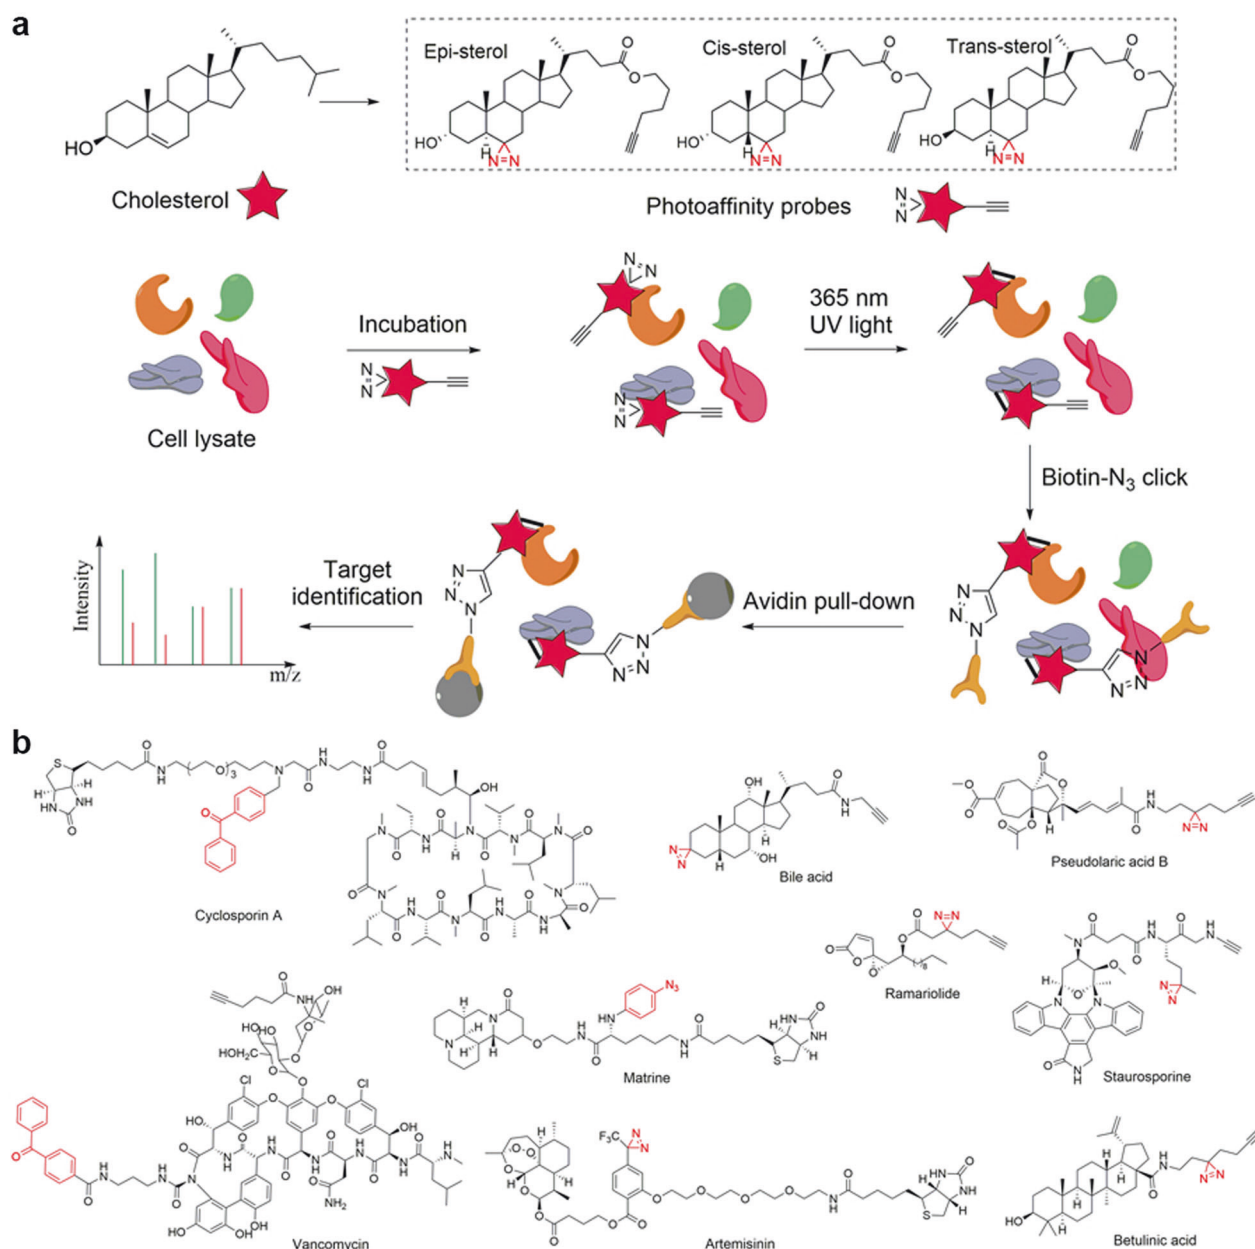 a
Epi-sterol
Cis-sterol
Trans-sterol
Cholesterol
Photoaffinity probes
Incubation
365 nm
UV light
Cell lysate
Biotin-N3 click
Target
identification
Avidin pull-down
Intensity
m/z
b
Cyclosporin A
Bile acid
Pseudolaric acid B
Ramariolide
Matrine
Staurosporine
Vancomycin
Artemisinin
Betulinic acid